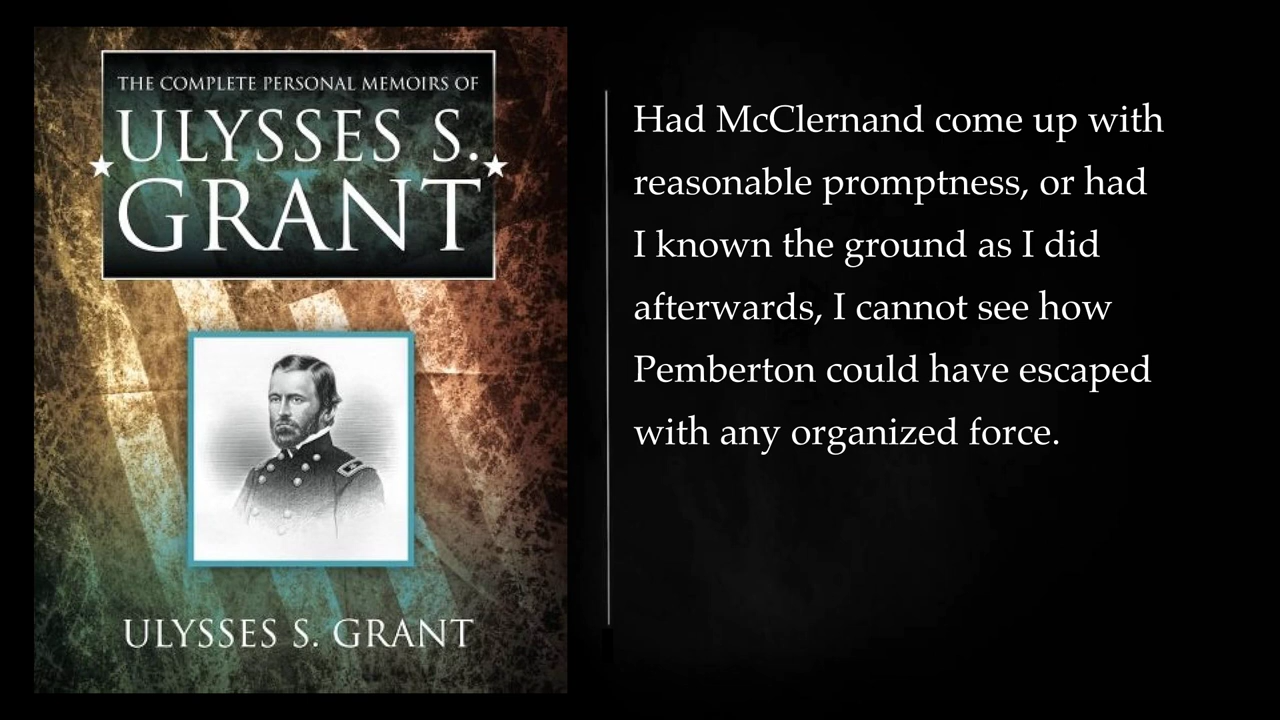 THE COMPLETE PERSONAL MEMOIRS OF
ULYSSES S.
GRANT
ULYSSES S. GRANT
Had McClernand come up with
reasonable promptness, or had
I known the ground as I did
afterwards, I cannot see how
Pemberton could have escaped
with any organized force.